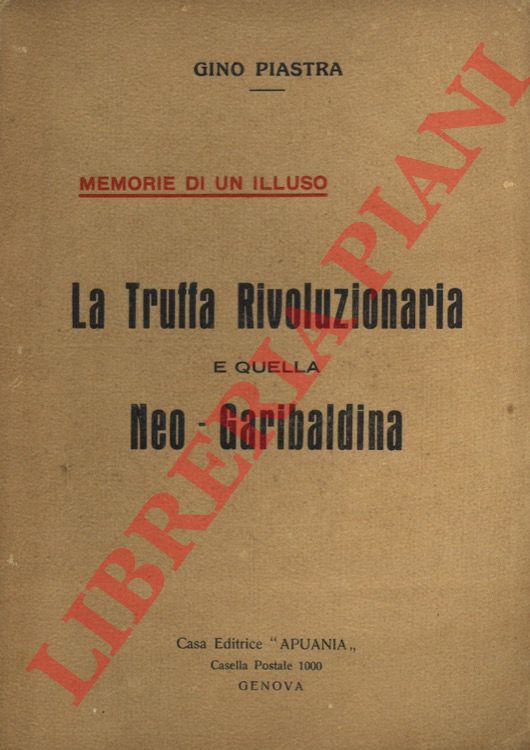 GINO PIASTRA
MEMORIE DI UN ILLUSO
La Truffa Rivoluzionaria
E QUELLA
Neo - Garibaldina
Casa Editrice "APUANIA„
Casella Postale 1000
GENOVA
LIBRERIA PIANI